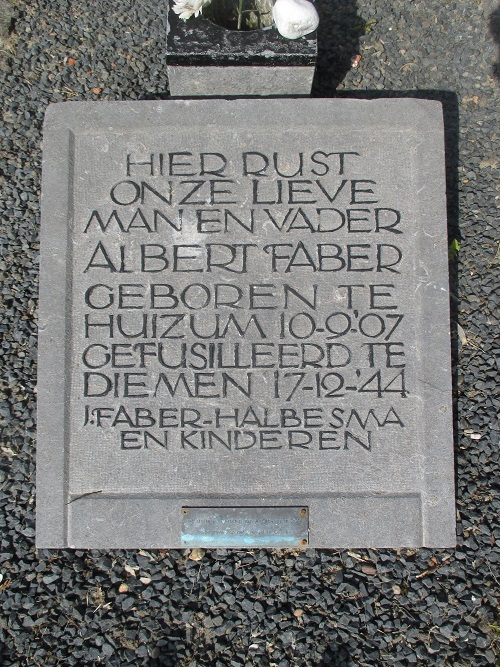 HIER RUST
ONZE LIEVE
MAN EN VADER
ALBERT FABER
GEBOREN TE
HUIZUM 10-9-'07
GEFUSILLEERD TE
DIEMEN 17-12-'44
J. FABER-HALBESMA
EN KINDEREN